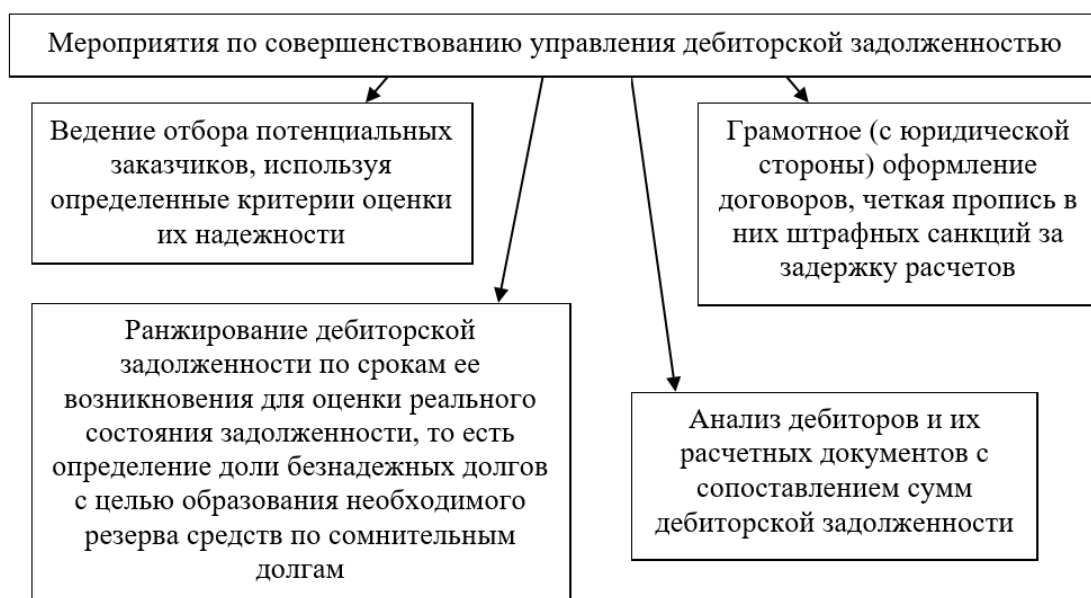 Мероприятия по совершенствованию управления дебиторской задолженностью
Ведение отбора потенциальных
заказчиков, используя
определенные критерии оценки
их надежности
Грамотное (с юридической
стороны) оформление
договоров, четкая пропись в
них штрафных санкций за
задержку расчетов
Ранжирование дебиторской
задолженности по срокам ее
возникновения для оценки реального
состояния задолженности, то есть
определение доли безнадежных долгов
с целью образования необходимого
резерва средств по сомнительным
долгам
Анализ дебиторов и их
расчетных документов с
сопоставлением сумм
дебиторской задолженности